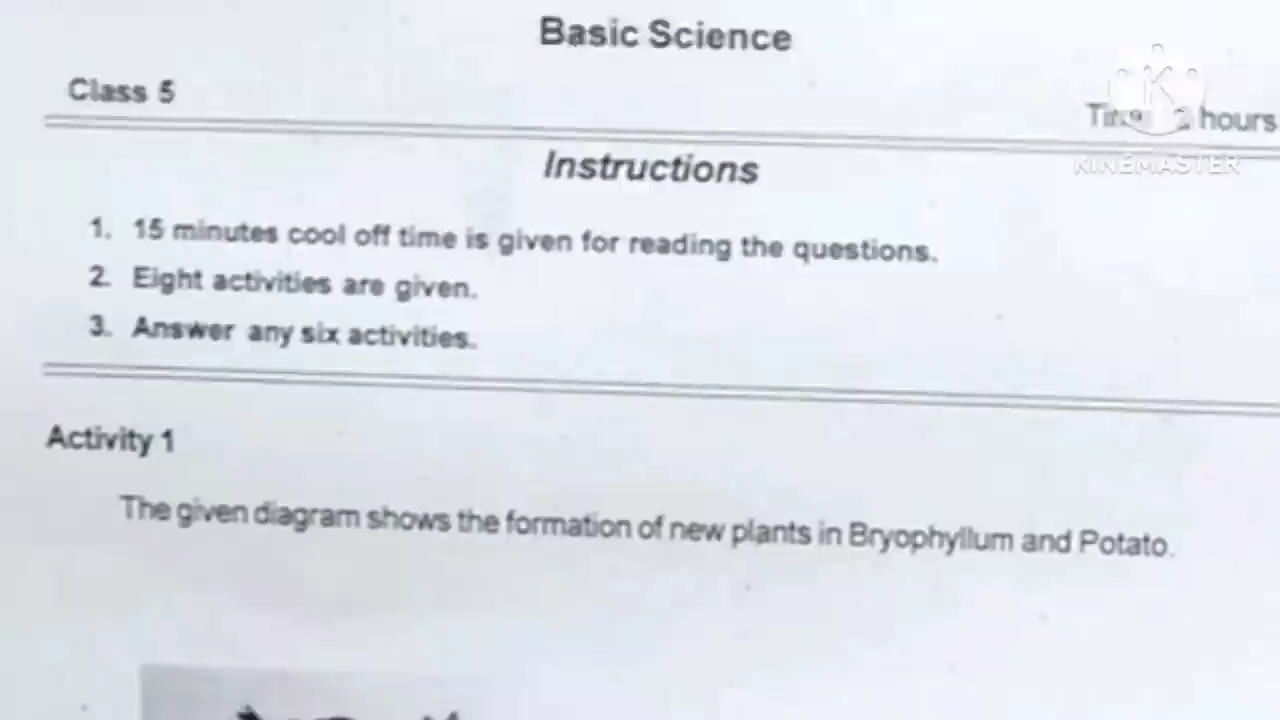 Basic Science
Class 5
hours
KINEMASTER
Instructions
1. 15 minutes cool off time is given for reading the questions.
2. Eight activities are given.
3. Answer any six activities.
Activity 1
The given diagram shows the formation of new plants in Bryophyllum and Potato.